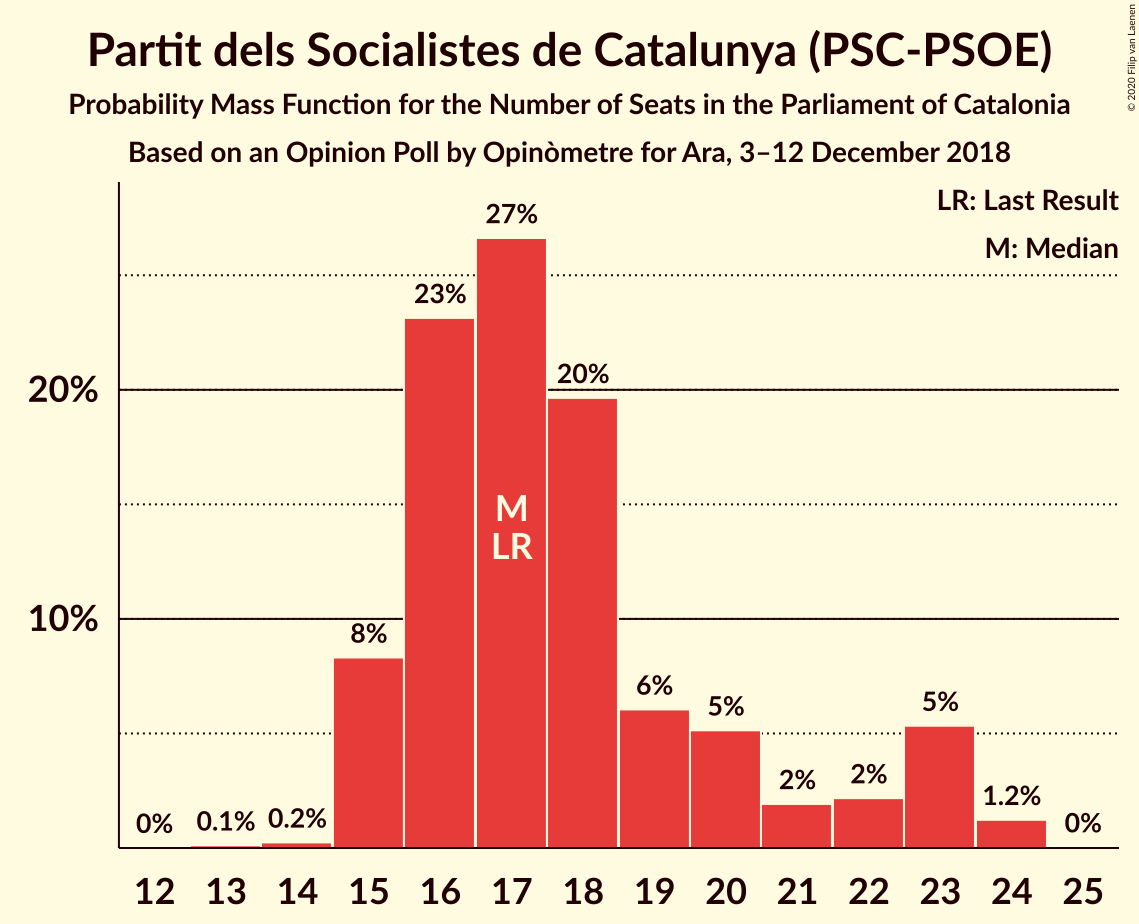 Partit dels Socialistes de Catalunya (PSC-PSOE)
Probability Mass Function for the Number of Seats in the Parliament of Catalonia
Based on an Opinion Poll by Opinòmetre for Ara, 3–12 December 2018
© 2020 Filip van Laenen
LR: Last Result
M: Median
27%
23%
20%
20%
M
LR
10%
8%
6%
5%
5%
2%
2%
1.2%
0%
0.1%
0.2%
0%
12 13 14 15 16 17 18 19 20 21 22 23 24 25